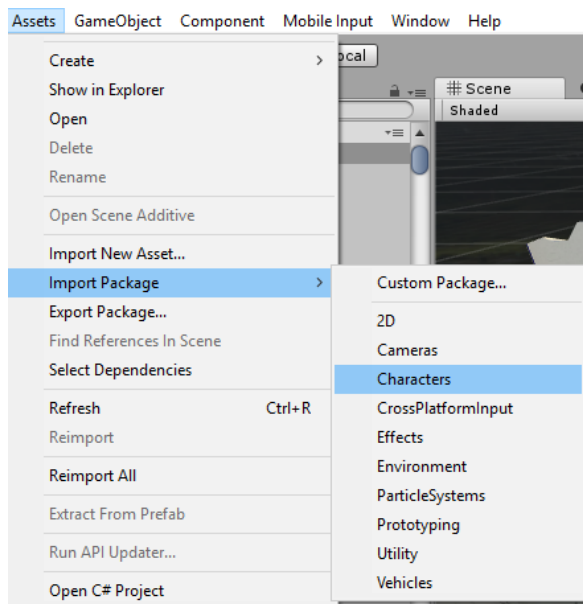 Assets GameObject Component Mobile Input Window Help
Create
Show in Explorer
Open
Delete
Rename
Open Scene Additive
Import New Asset...
Import Package
Export Package...
Find References In Scene
Select Dependencies
Refresh Ctrl+R
Reimport
Reimport All
Extract From Prefab
Run API Updater...
Open C# Project
Scene
Shaded
Custom Package...
2D
Cameras
Characters
CrossPlatformInput
Effects
Environment
ParticleSystems
Prototyping
Utility
Vehicles